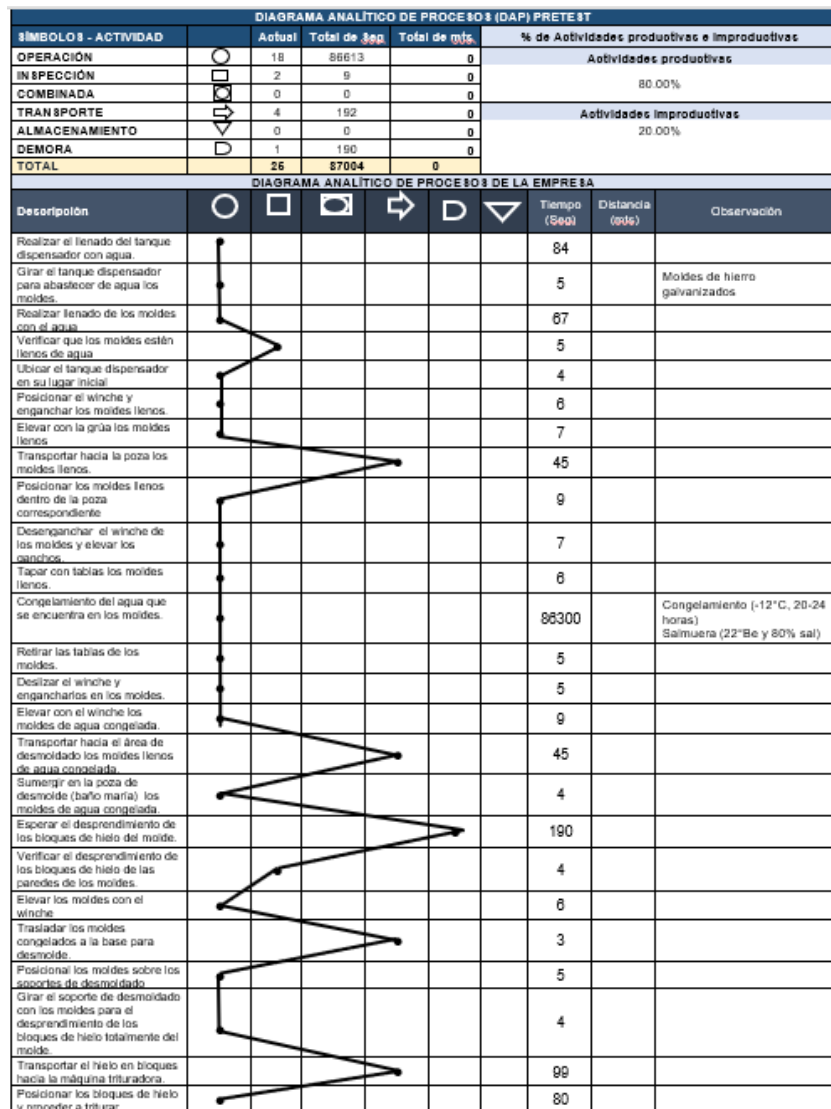 DIAGRAMA ANALÍTICO DE PROCESOS (DAP) PRETEST
SÍMBOLOS - ACTIVIDAD Actual Total de Seg Total de mts. % de Actividades productivas e Improductivas
OPERACIÓN 18 86613 0 Actividades productivas
INSPECCIÓN 2 9 0
80.00%
COMBINADA 0 0 0
TRANSPORTE 4 192 0 Actividades Improductivas
ALMACENAMIENTO 0 0 0 20.00%
DEMORA 1 190 0
TOTAL 25 87004 0
DIAGRAMA ANALÍTICO DE PROCESOS DE LA EMPRESA
Descripción Tiempo (Seg) Distancia (mts) Observación
Realizar el llenado del tanque
dispensador con agua. 84
Girar el tanque dispensador
para abastecer de agua los
moldes. 5 Moldes de hierro
galvanizados
Realizar llenado de los moldes
con el agua 67
Verificar que los moldes estén
llenos de agua 5
Ubicar el tanque dispensador
en su lugar inicial 4
Posicionar el winche y
enganchar los moldes llenos. 6
Elevar con la grúa los moldes
llenos 7
Transportar hacia la poza los
moldes llenos. 45
Posicionar los moldes llenos
dentro de la poza
correspondiente 9
Desenganchar el winche de
los moldes y elevar los
ganchos. 7
Tapar con tablas los moldes
llenos. 6
Congelamiento del agua que
se encuentra en los moldes. 86300 Congelamiento (-12°C, 20-24
horas)
Salmuera (22°Be y 80% sal)
Retirar las tablas de los
moldes. 5
Deslizar el winche y
engancharlos en los moldes. 5
Elevar con el winche los
moldes de agua congelada. 9
Transportar hacia el área de
desmoldado los moldes llenos
de agua congelada. 45
Sumergir en la poza de
desmolde (baño maría) los
moldes de agua congelada. 4
Esperar el desprendimiento de
los bloques de hielo del molde. 190
Verificar el desprendimiento de
los bloques de hielo de las
paredes de los moldes. 4
Elevar los moldes con el
winche 6
Trasladar los moldes
congelados a la base para
desmolde. 3
Posicional los moldes sobre los
soportes de desmoldado 5
Girar el soporte de desmoldado
con los moldes para el
desprendimiento de los
bloques de hielo totalmente del
molde. 4
Transportar el hielo en bloques
hacia la máquina trituradora. 99
Posicionar los bloques de hielo
y proceder a triturar 80